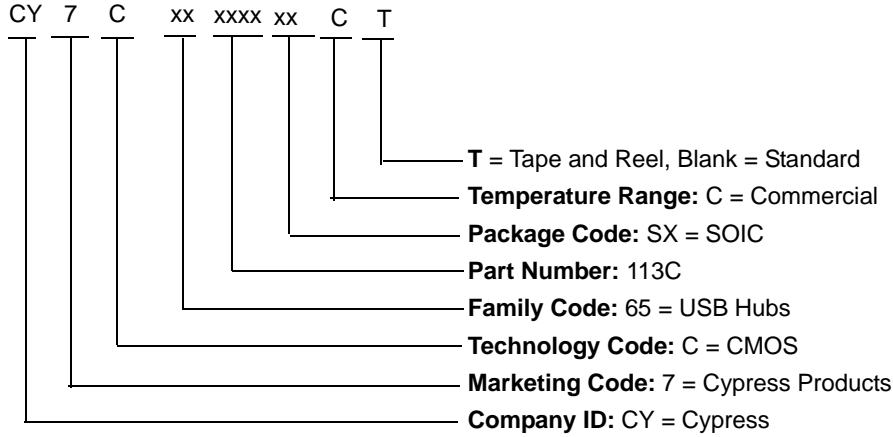 CY 7 C xx xxxx xx C T
T = Tape and Reel, Blank = Standard
Temperature Range: C = Commercial
Package Code: SX = SOIC
Part Number: 113C
Family Code: 65 = USB Hubs
Technology Code: C = CMOS
Marketing Code: 7 = Cypress Products
Company ID: CY = Cypress